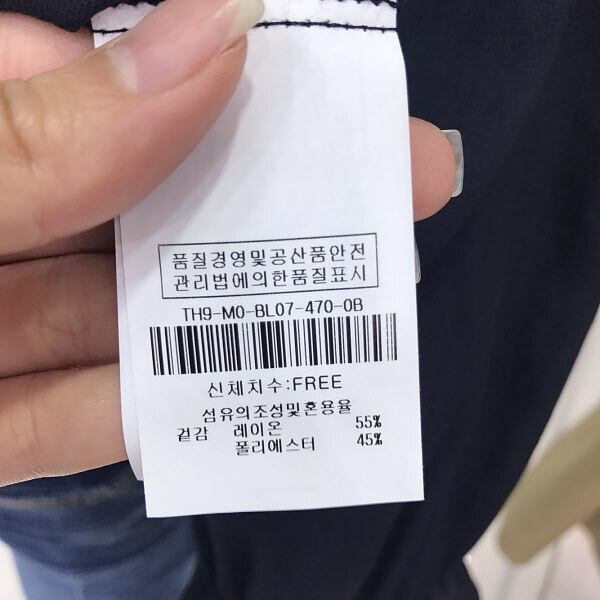 품질경영및공산품안전
관리법에의한품질표시
TH9-M0-BL07-470-0B
신체치수:FREE
섬유의조성및혼용율
겉감 레이온 55%
폴리에스터 45%